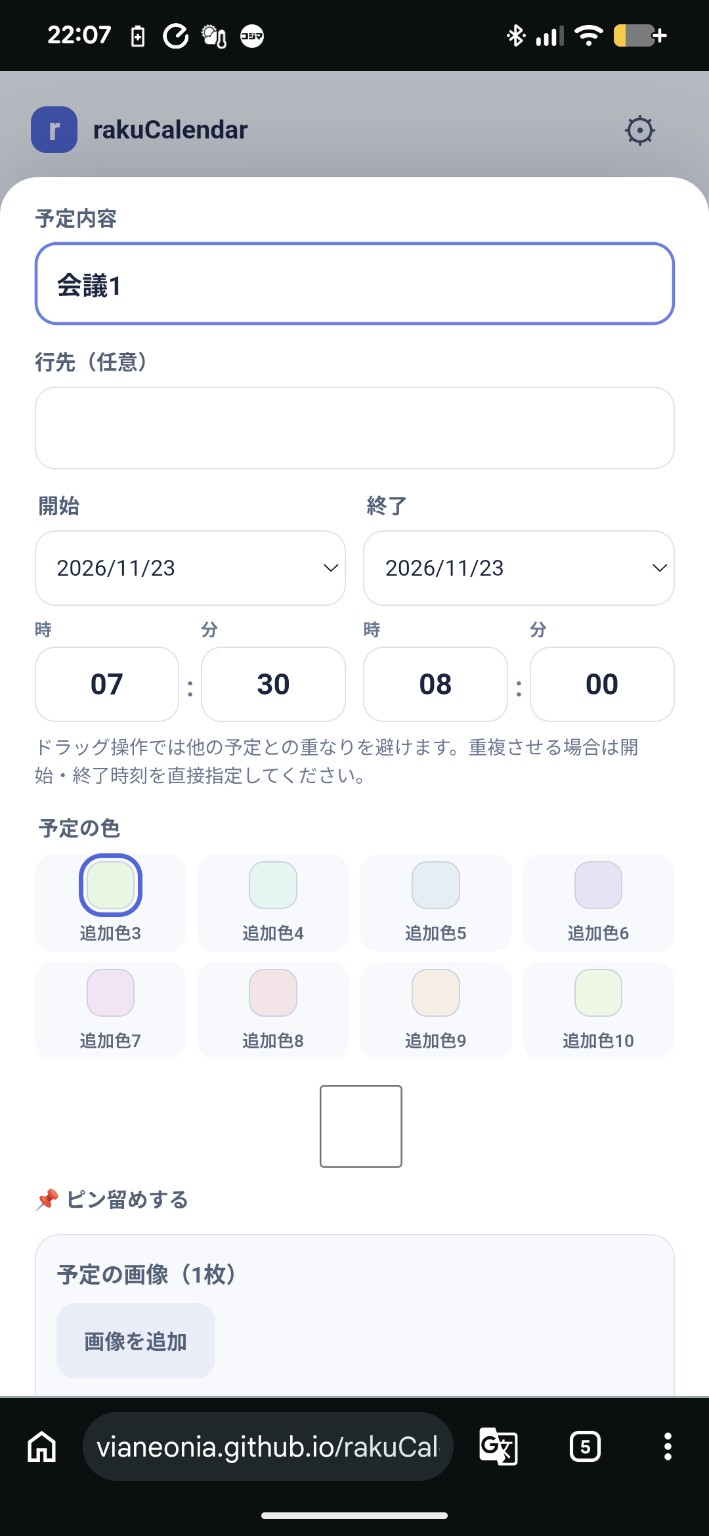 22:07
コジマ
r rakuCalendar
予定内容
会議1
行先（任意）
開始 終了
2026/11/23 2026/11/23
時 分 時 分
07 : 30 08 : 00
ドラッグ操作では他の予定との重なりを避けます。重複させる場合は開
始・終了時刻を直接指定してください。
予定の色
追加色3 追加色4 追加色5 追加色6
追加色7 追加色8 追加色9 追加色10
📌 ピン留めする
予定の画像（1枚）
画像を追加
vianeonia.github.io/rakuCal
G文
5